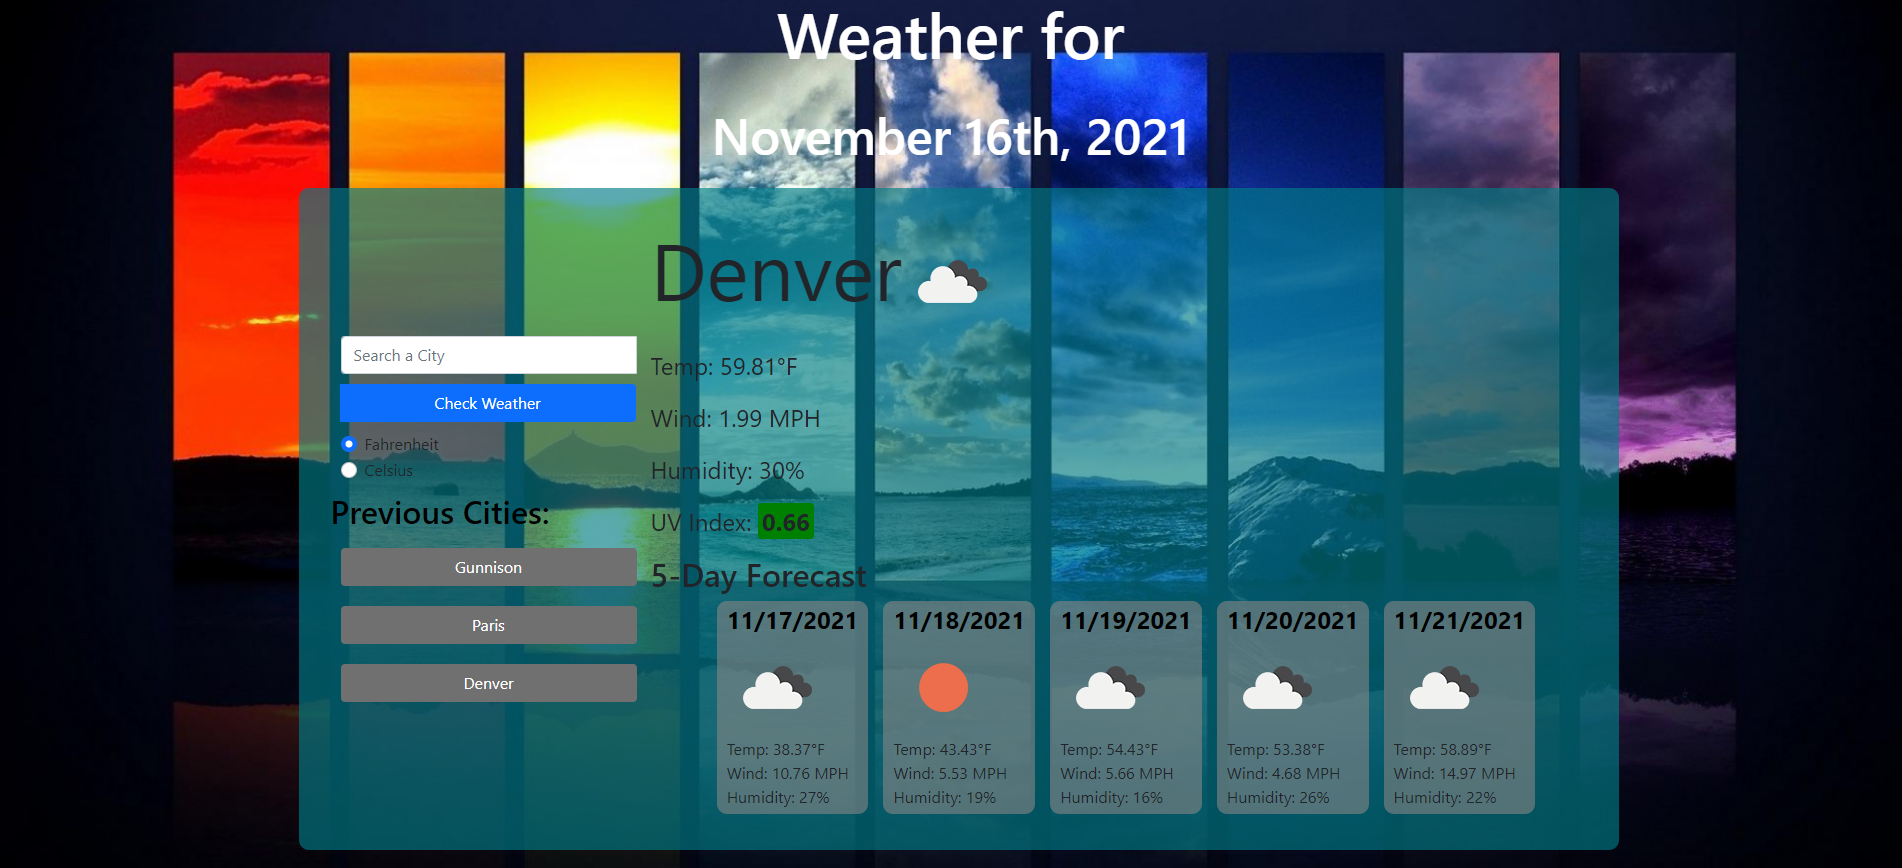 Weather for
November 16th, 2021
Denver
Search a City
Check Weather
Fahrenheit
Celsius
Previous Cities:
Gunnison
Paris
Denver
Temp: 59.81°F
Wind: 1.99 MPH
Humidity: 30%
UV Index: 0.66
5-Day Forecast
11/17/2021
Temp: 38.37°F
Wind: 10.76 MPH
Humidity: 27%
11/18/2021
Temp: 43.43°F
Wind: 5.53 MPH
Humidity: 19%
11/19/2021
Temp: 54.43°F
Wind: 5.66 MPH
Humidity: 16%
11/20/2021
Temp: 53.38°F
Wind: 4.68 MPH
Humidity: 26%
11/21/2021
Temp: 58.89°F
Wind: 14.97 MPH
Humidity: 22%